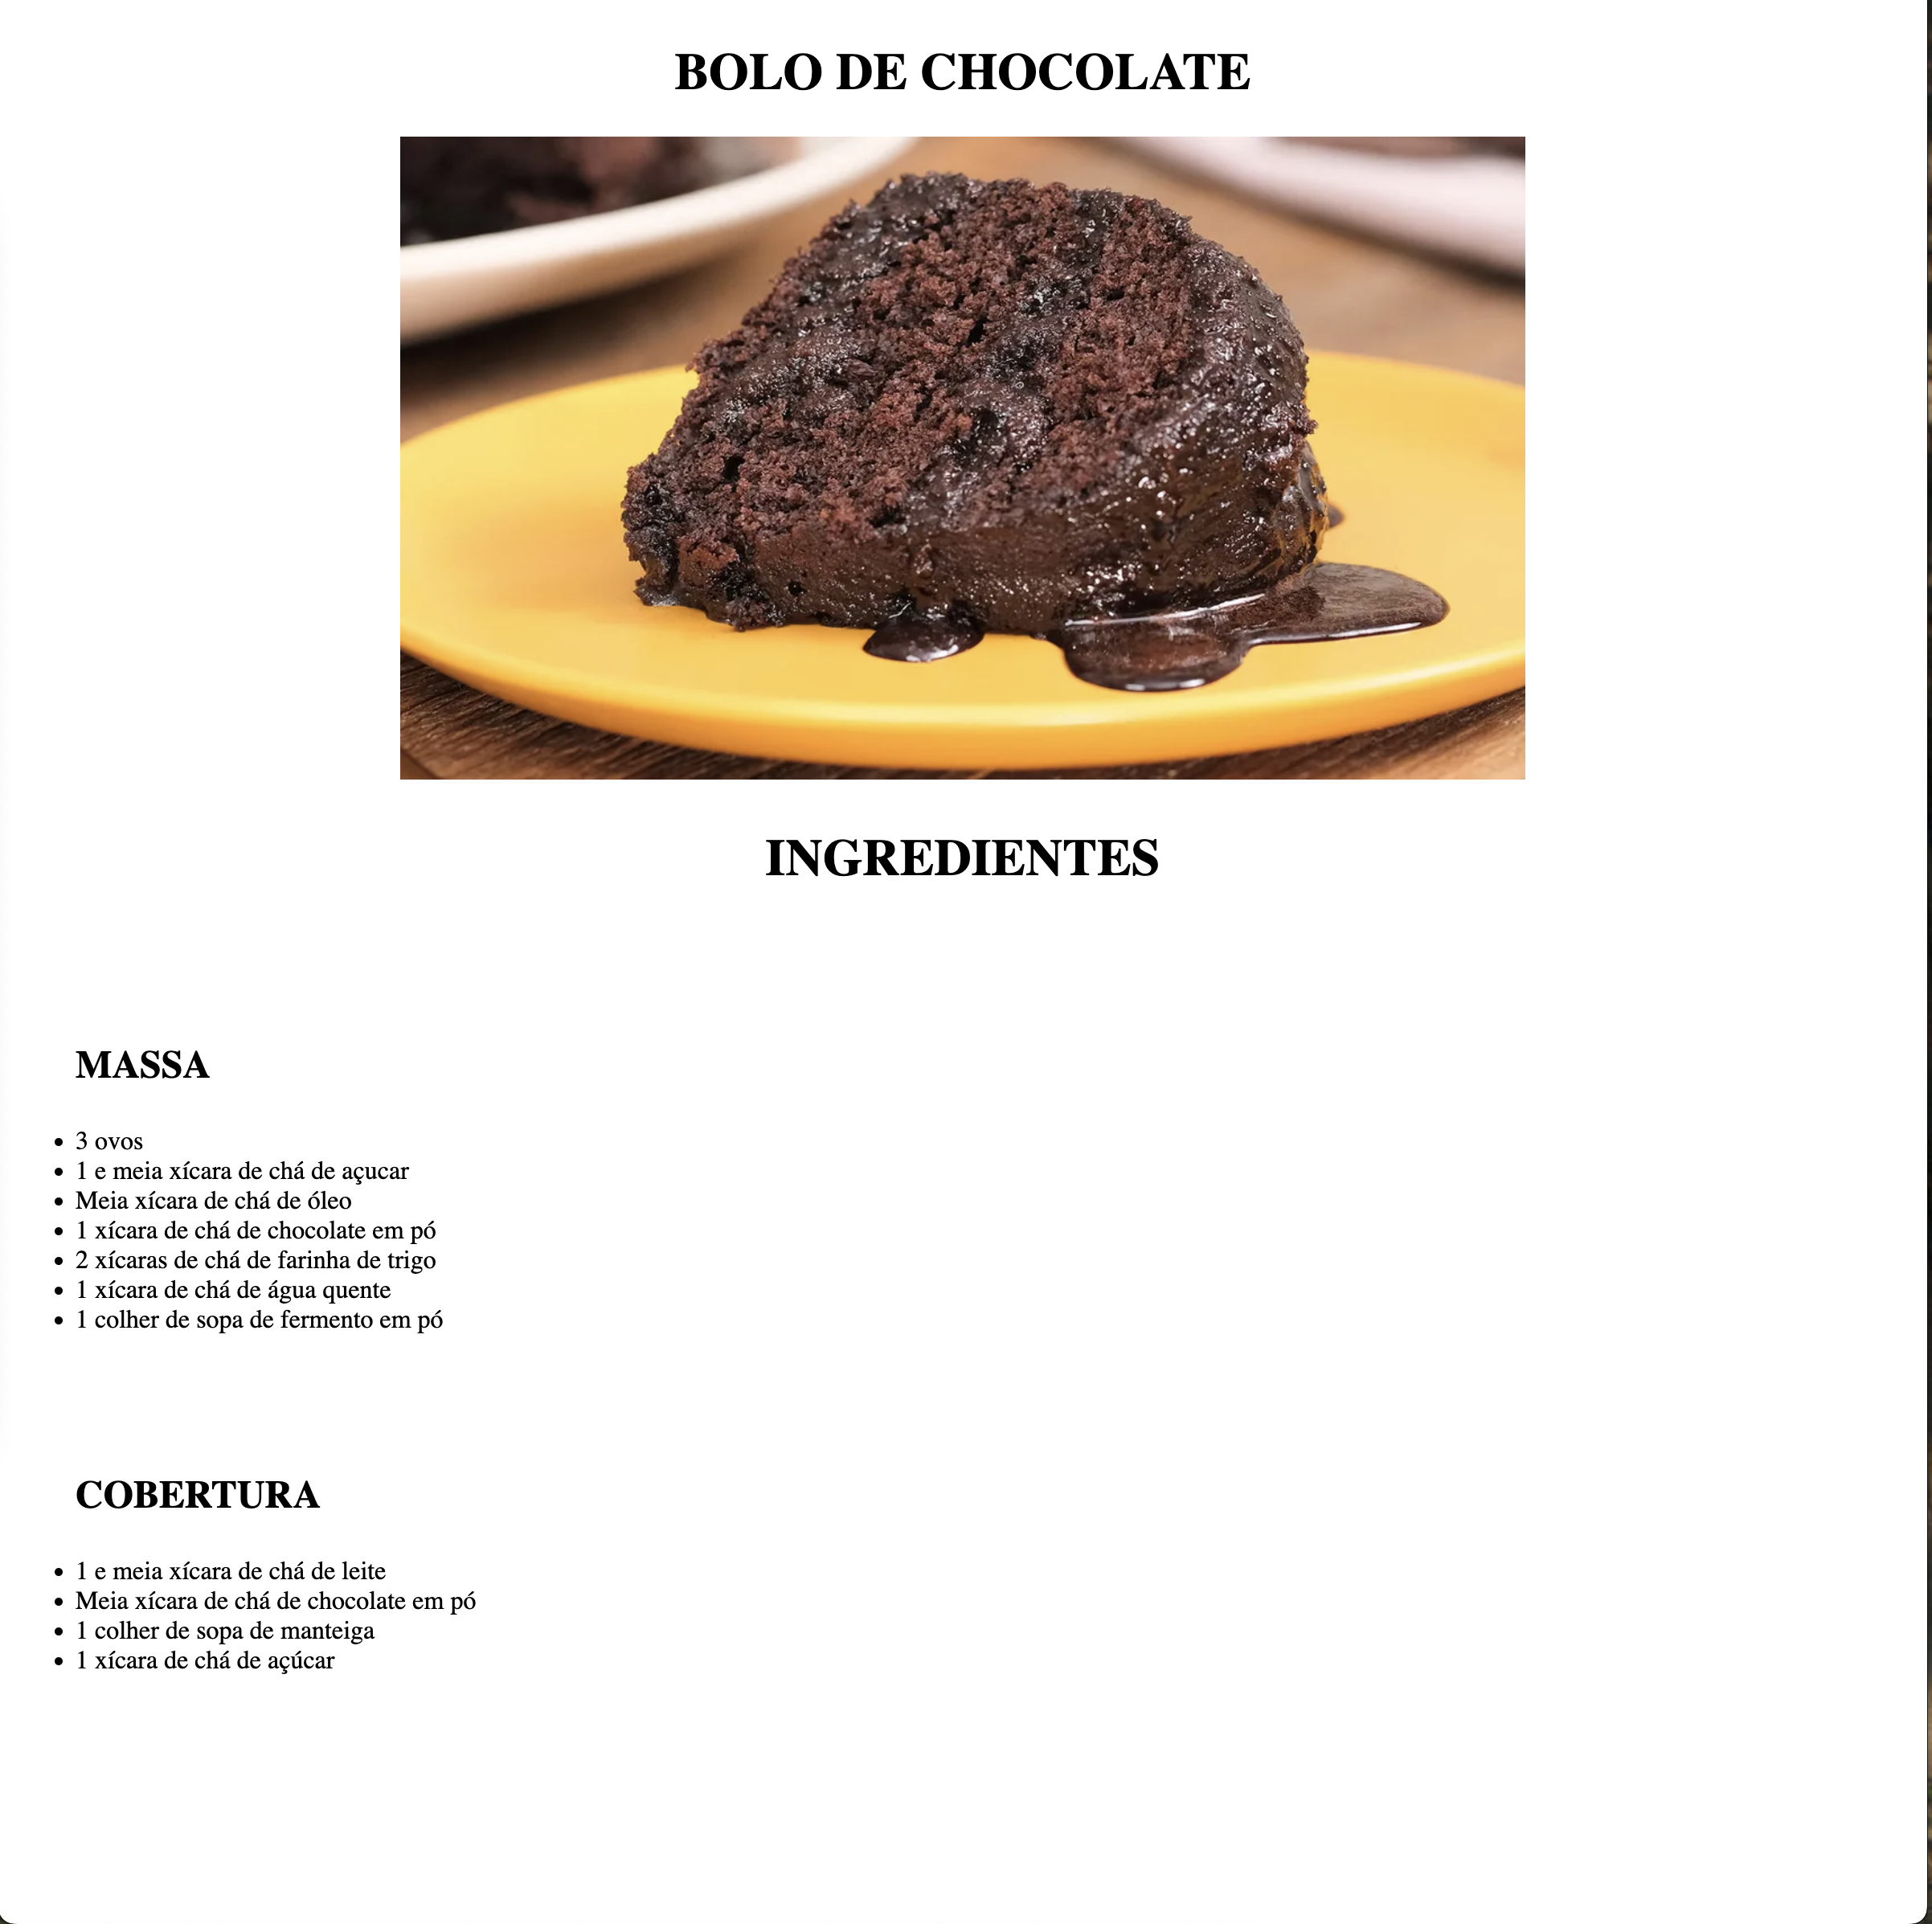 BOLO DE CHOCOLATE
INGREDIENTES
MASSA
3 ovos
1 e meia xícara de chá de açucar
Meia xícara de chá de óleo
1 xícara de chá de chocolate em pó
2 xícaras de chá de farinha de trigo
1 xícara de chá de água quente
1 colher de sopa de fermento em pó
COBERTURA
1 e meia xícara de chá de leite
Meia xícara de chá de chocolate em pó
1 colher de sopa de manteiga
1 xícara de chá de açúcar